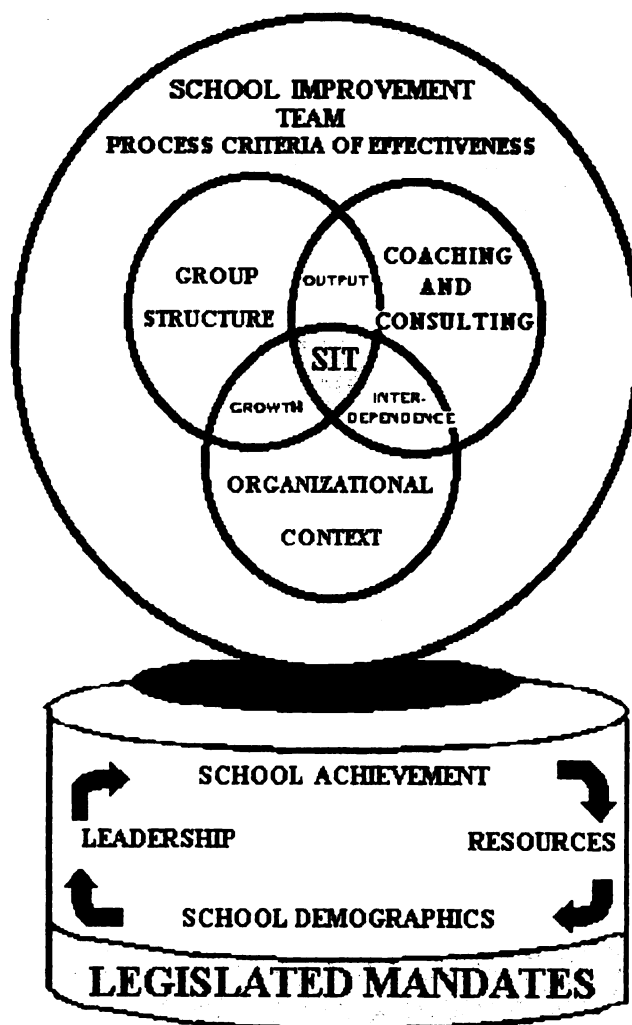 SCHOOL IMPROVEMENT
TEAM
PROCESS CRITERIA OF EFFECTIVENESS
GROUP
STRUCTURE
OUTPUT
COACHING
AND
CONSULTING
SIT
GROWTH
INTER-
DEPENDENCE
ORGANIZATIONAL
CONTEXT
SCHOOL ACHIEVEMENT
LEADERSHIP
RESOURCES
SCHOOL DEMOGRAPHICS
LEGISLATED MANDATES